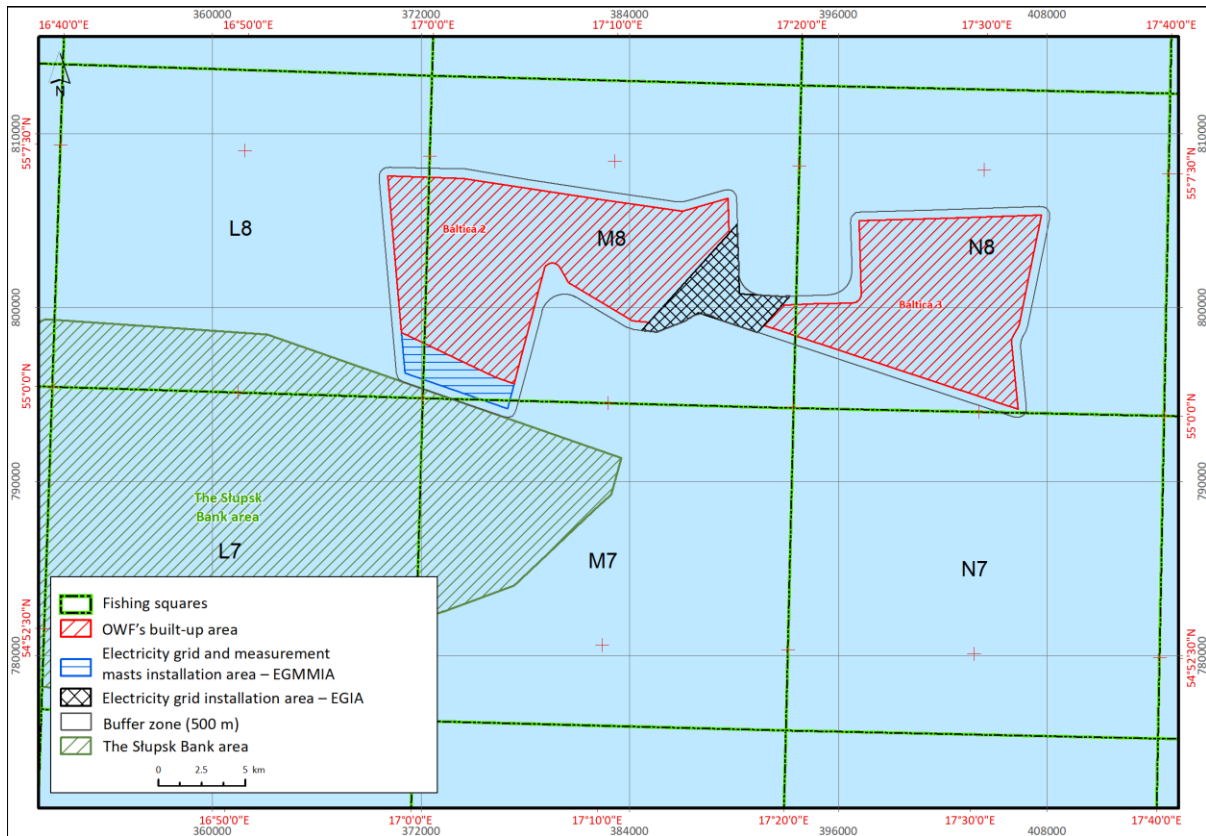 360000 372000 384000 396000 408000
16°40'0"E 16°50'0"E 17°0'0"E 17°10'0"E 17°20'0"E 17°30'0"E 17°40'0"E
N
810000 810000
55°7'30"N 55°7'30"N
L8 M8 N8
Baltica 2
Baltica 3
800000 800000
55°0'0"N 55°0'0"N
790000 790000
The Słupsk
Bank area
L7 M7 N7
Fishing squares
OWF's built-up area
Electricity grid and measurement
masts installation area – EGMMIA
Electricity grid installation area – EGIA
Buffer zone (500 m)
The Słupsk Bank area
0 2.5 5 km
54°52'30"N 54°52'30"N
780000 780000
16°50'0"E 17°0'0"E 17°10'0"E 17°20'0"E 17°30'0"E 17°40'0"E
360000 372000 384000 396000 408000